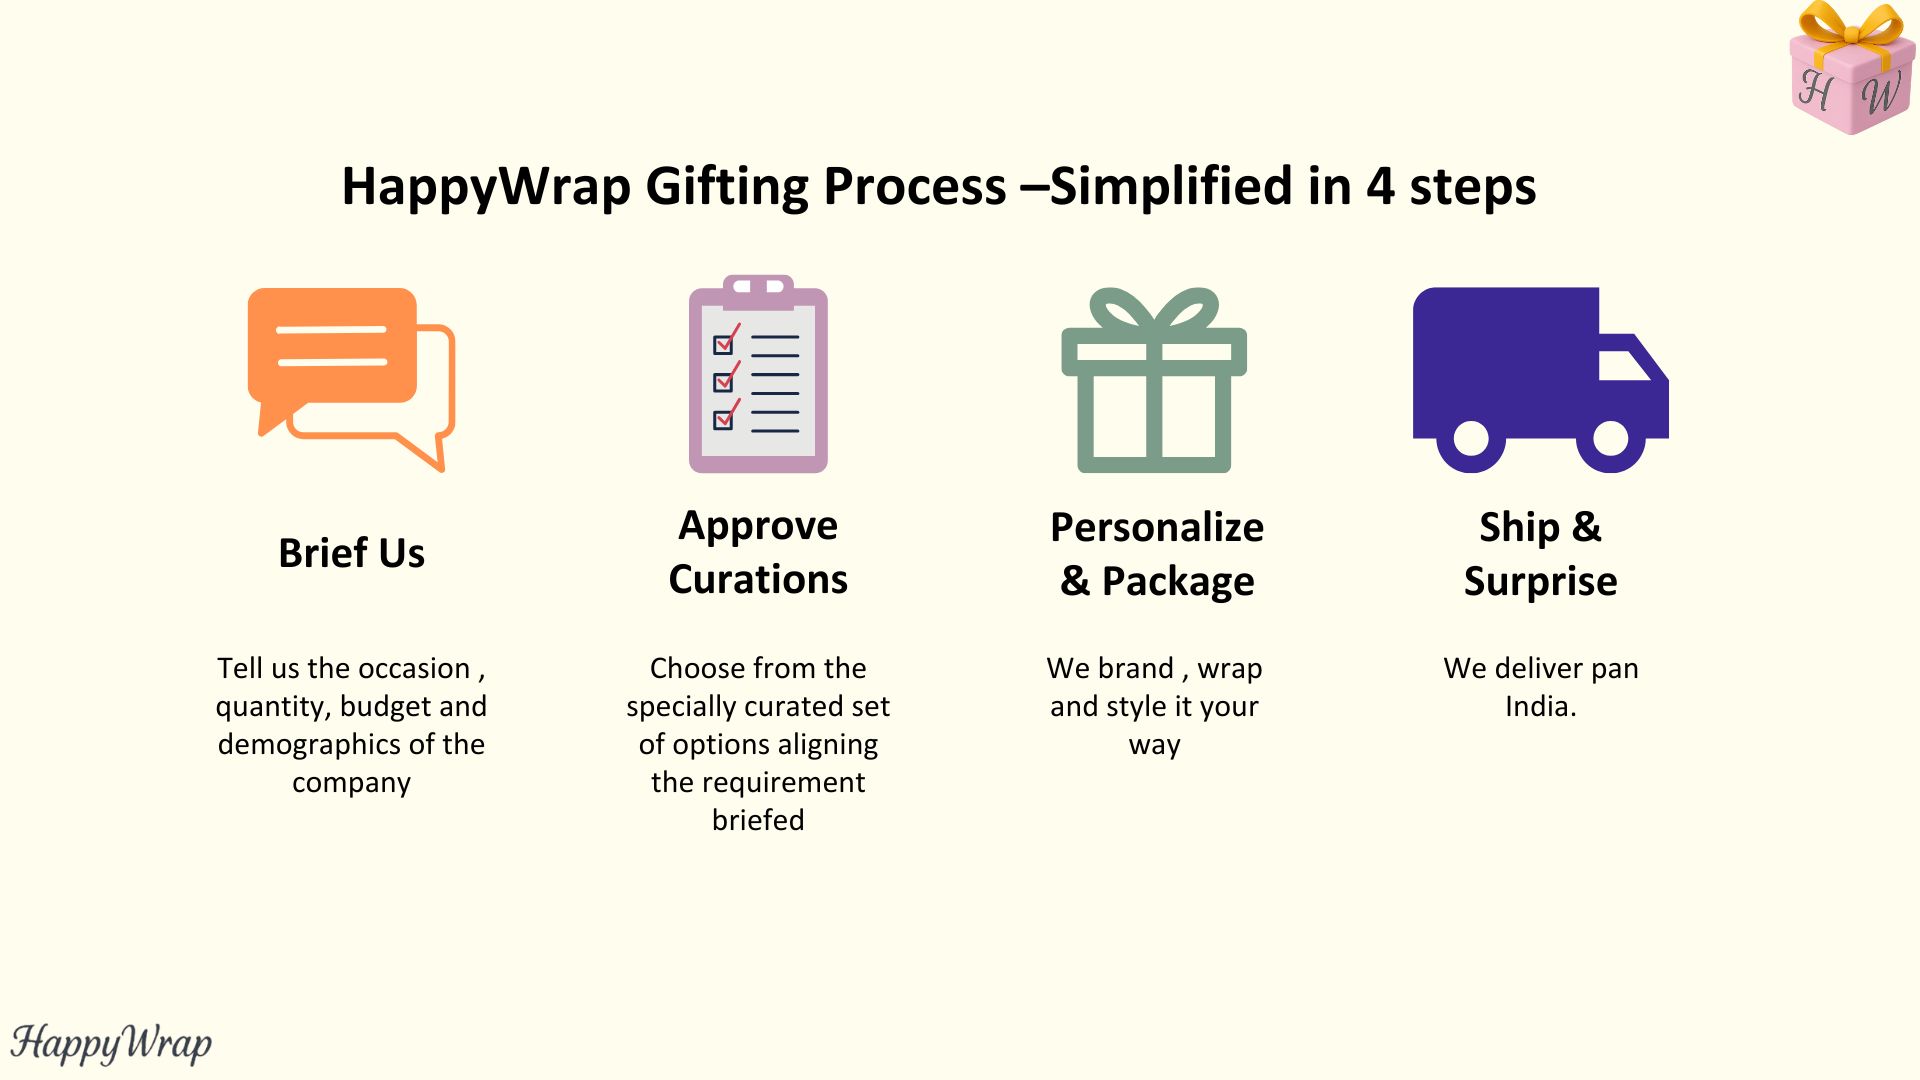 H W
HappyWrap Gifting Process –Simplified in 4 steps
Brief Us
Tell us the occasion ,
quantity, budget and
demographics of the
company
Approve
Curations
Choose from the
specially curated set
of options aligning
the requirement
briefed
Personalize
& Package
We brand , wrap
and style it your
way
Ship &
Surprise
We deliver pan
India.
HappyWrap